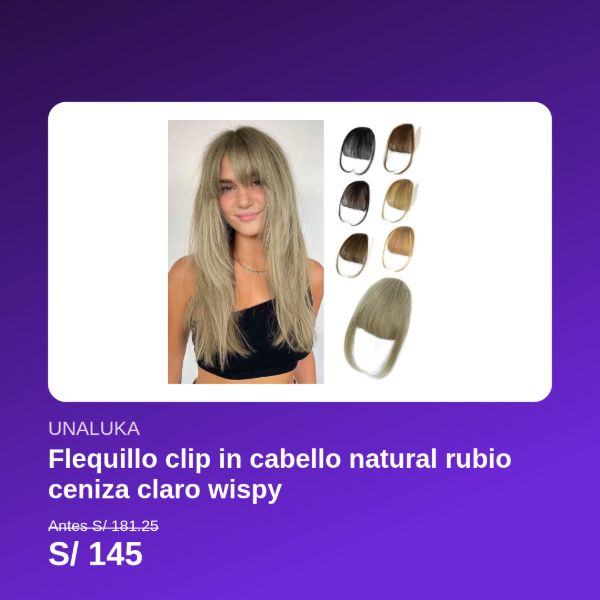 UNALUKA
Flequillo clip in cabello natural rubio
ceniza claro wispy
Antes S/ 181.25
S/ 145